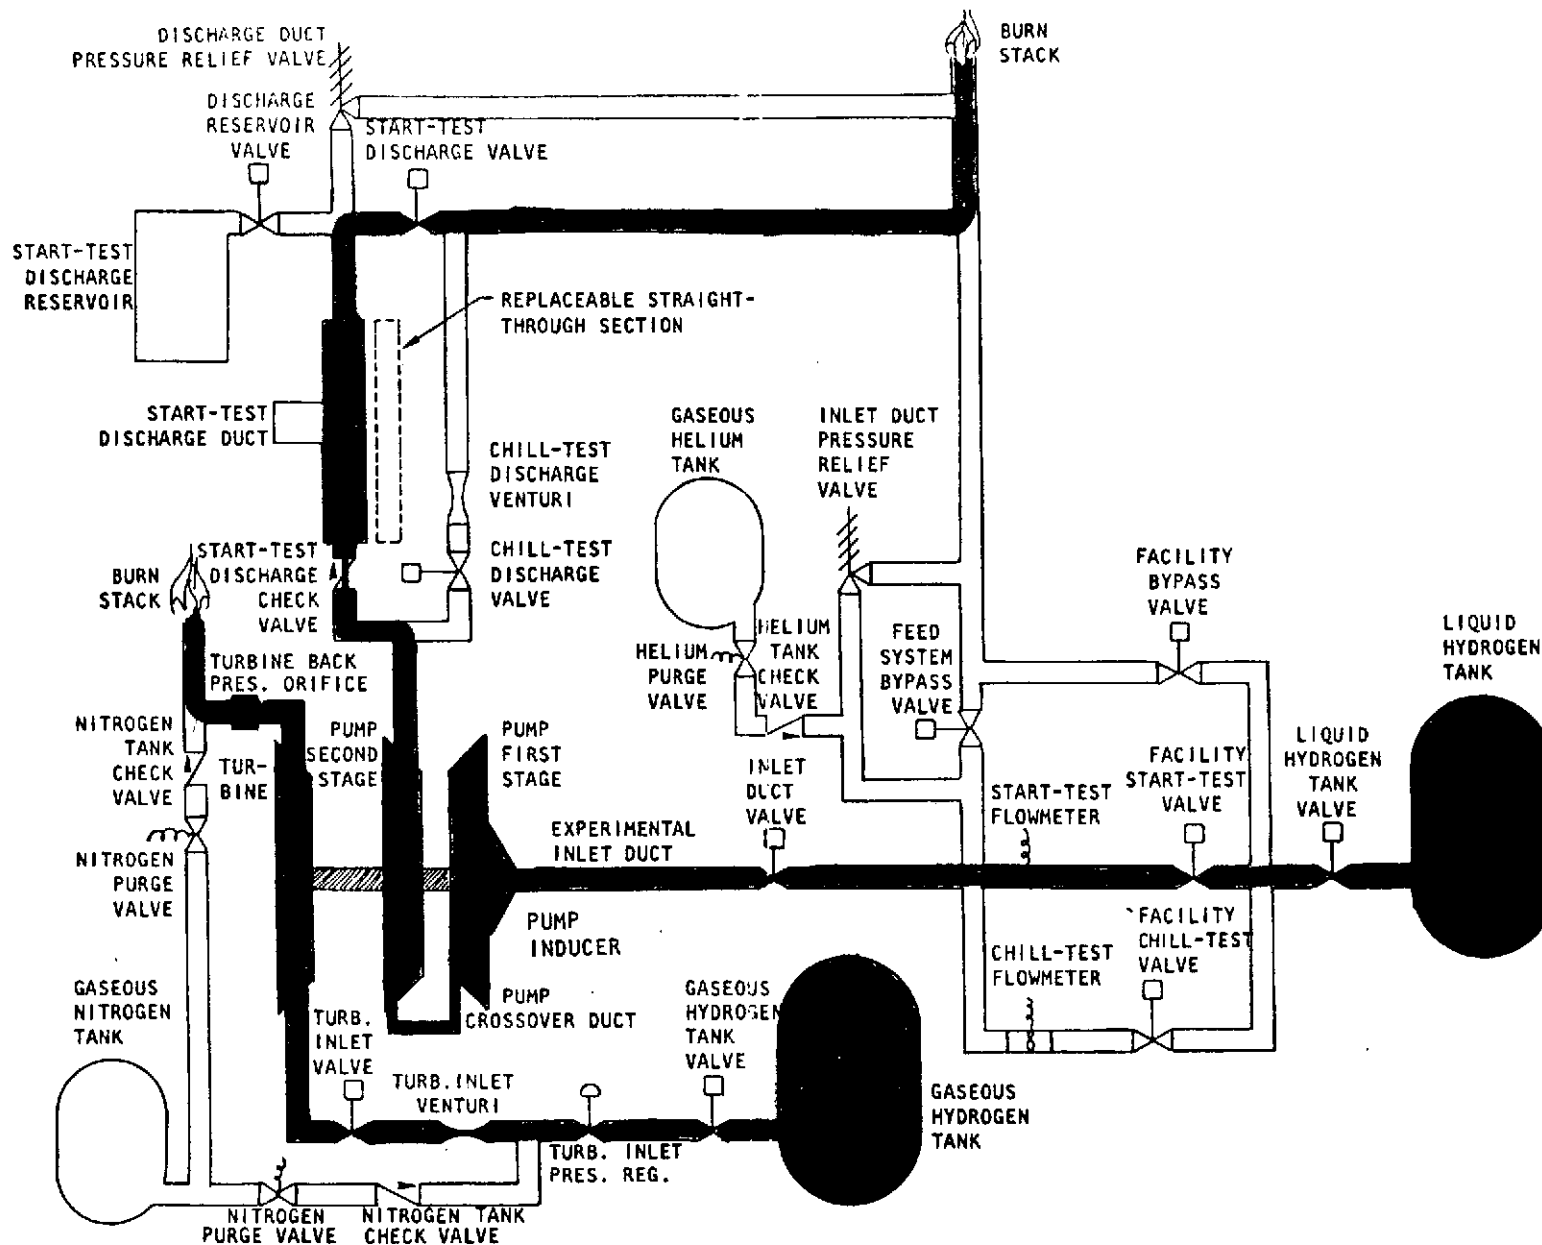 DISCHARGE DUCT
PRESSURE RELIEF VALVE
DISCHARGE
RESERVOIR
VALVE
START-TEST
DISCHARGE VALVE
BURN
STACK
START-TEST
DISCHARGE
RESERVOIR
REPLACEABLE STRAIGHT-
THROUGH SECTION
START-TEST
DISCHARGE DUCT
GASEOUS
HELIUM
TANK
INLET DUCT
PRESSURE
RELIEF
VALVE
CHILL-TEST
DISCHARGE
VENTURI
START-TEST
DISCHARGE
CHECK
VALVE
CHILL-TEST
DISCHARGE
VALVE
BURN
STACK
FACILITY
BYPASS
VALVE
LIQUID
HYDROGEN
TANK
HELIUM
PURGE
VALVE
HELIUM
TANK
CHECK
VALVE
FEED
SYSTEM
BYPASS
VALVE
TURBINE BACK
PRES. ORIFICE
NITROGEN
TANK
CHECK
VALVE
TUR-
BINE
PUMP
SECOND
STAGE
PUMP
FIRST
STAGE
INLET
DUCT
VALVE
START-TEST
FLOWMETER
FACILITY
START-TEST
VALVE
LIQUID
HYDROGEN
TANK
VALVE
EXPERIMENTAL
INLET DUCT
NITROGEN
PURGE
VALVE
PUMP
INDUCER
CHILL-TEST
FLOWMETER
FACILITY
CHILL-TEST
VALVE
GASEOUS
NITROGEN
TANK
PUMP
CROSSOVER DUCT
GASEOUS
HYDROGEN
TANK
VALVE
TURB.
INLET
VALVE
TURB. INLET
VENTURI
GASEOUS
HYDROGEN
TANK
TURB. INLET
PRES. REG.
NITROGEN
PURGE VALVE
NITROGEN TANK
CHECK VALVE